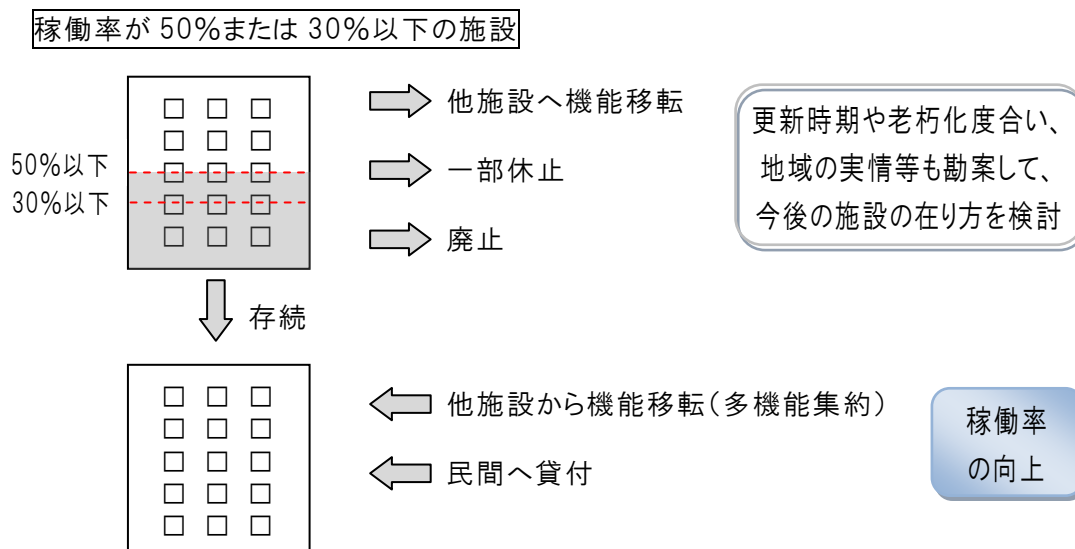 稼働率が 50%または 30%以下の施設
他施設へ機能移転
50%以下
一部休止
30%以下
廃止
更新時期や老朽化度合い、
地域の実情等も勘案して、
今後の施設の在り方を検討
存続
他施設から機能移転(多機能集約)
民間へ貸付
稼働率
の向上